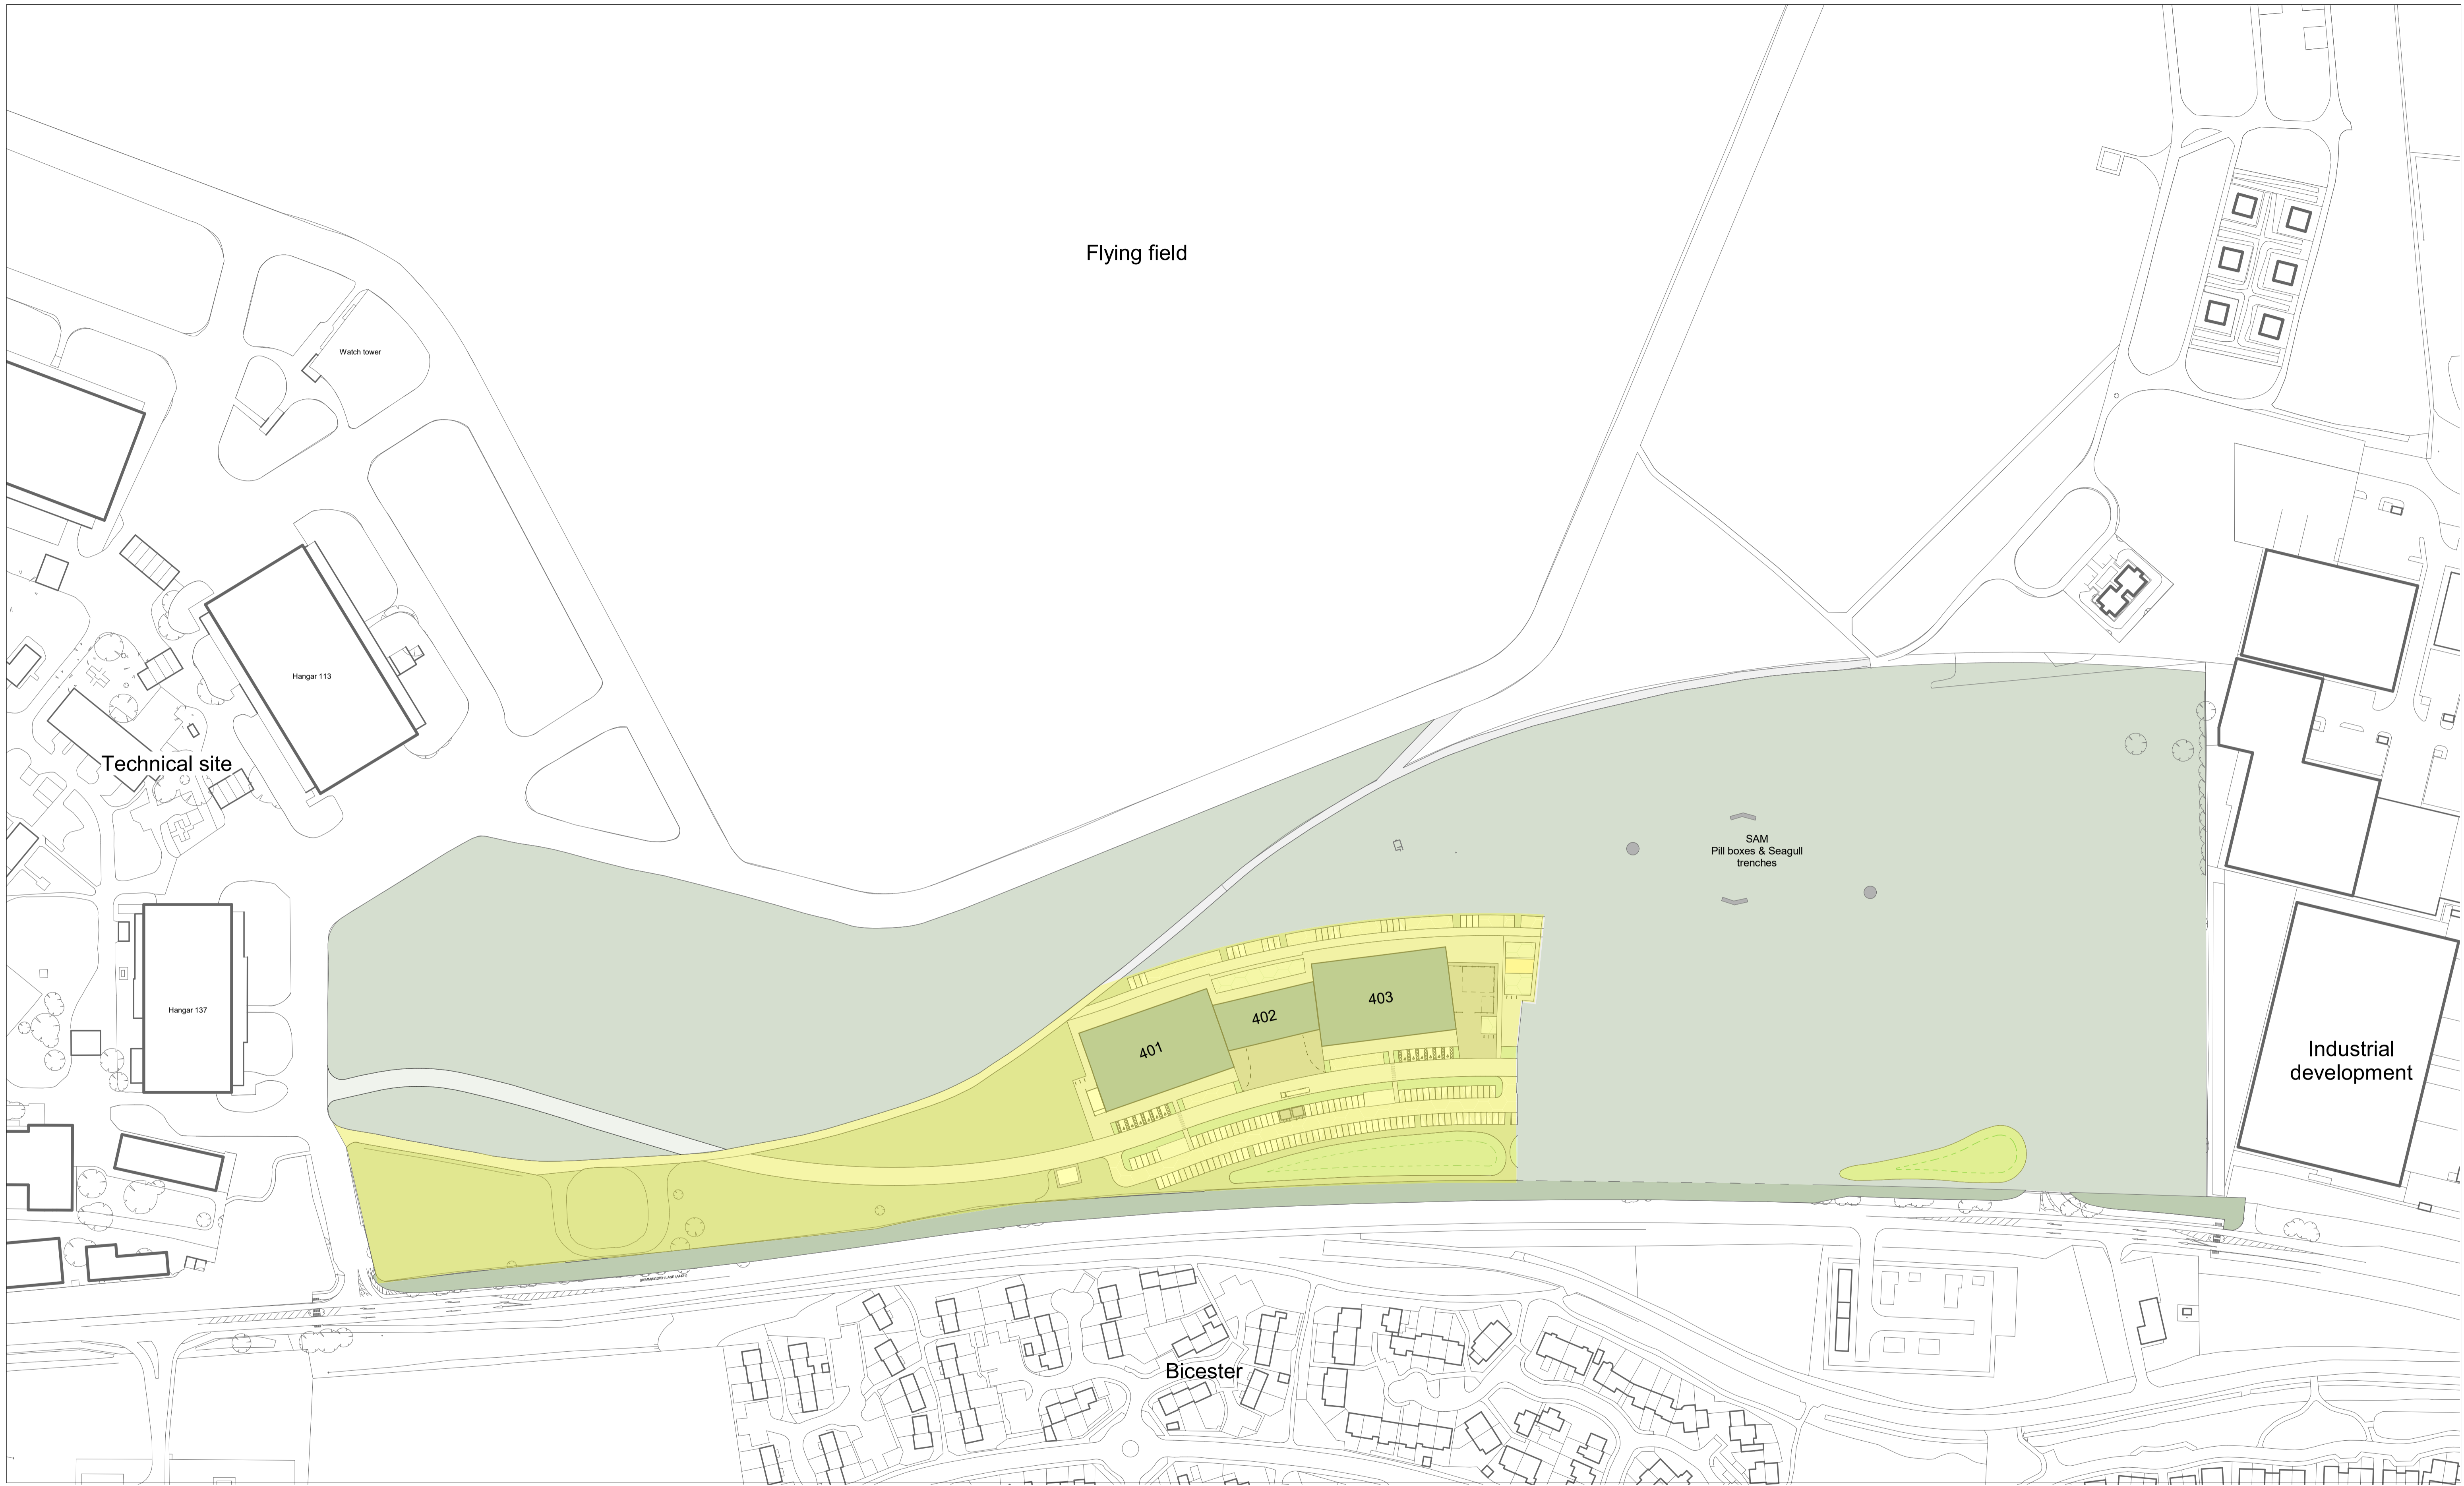 Flying field
Watch tower
Hangar 113
Technical site
SAM
Pill boxes & Seagull
trenches
403
402
401
Hangar 137
Industrial
development
Bicester